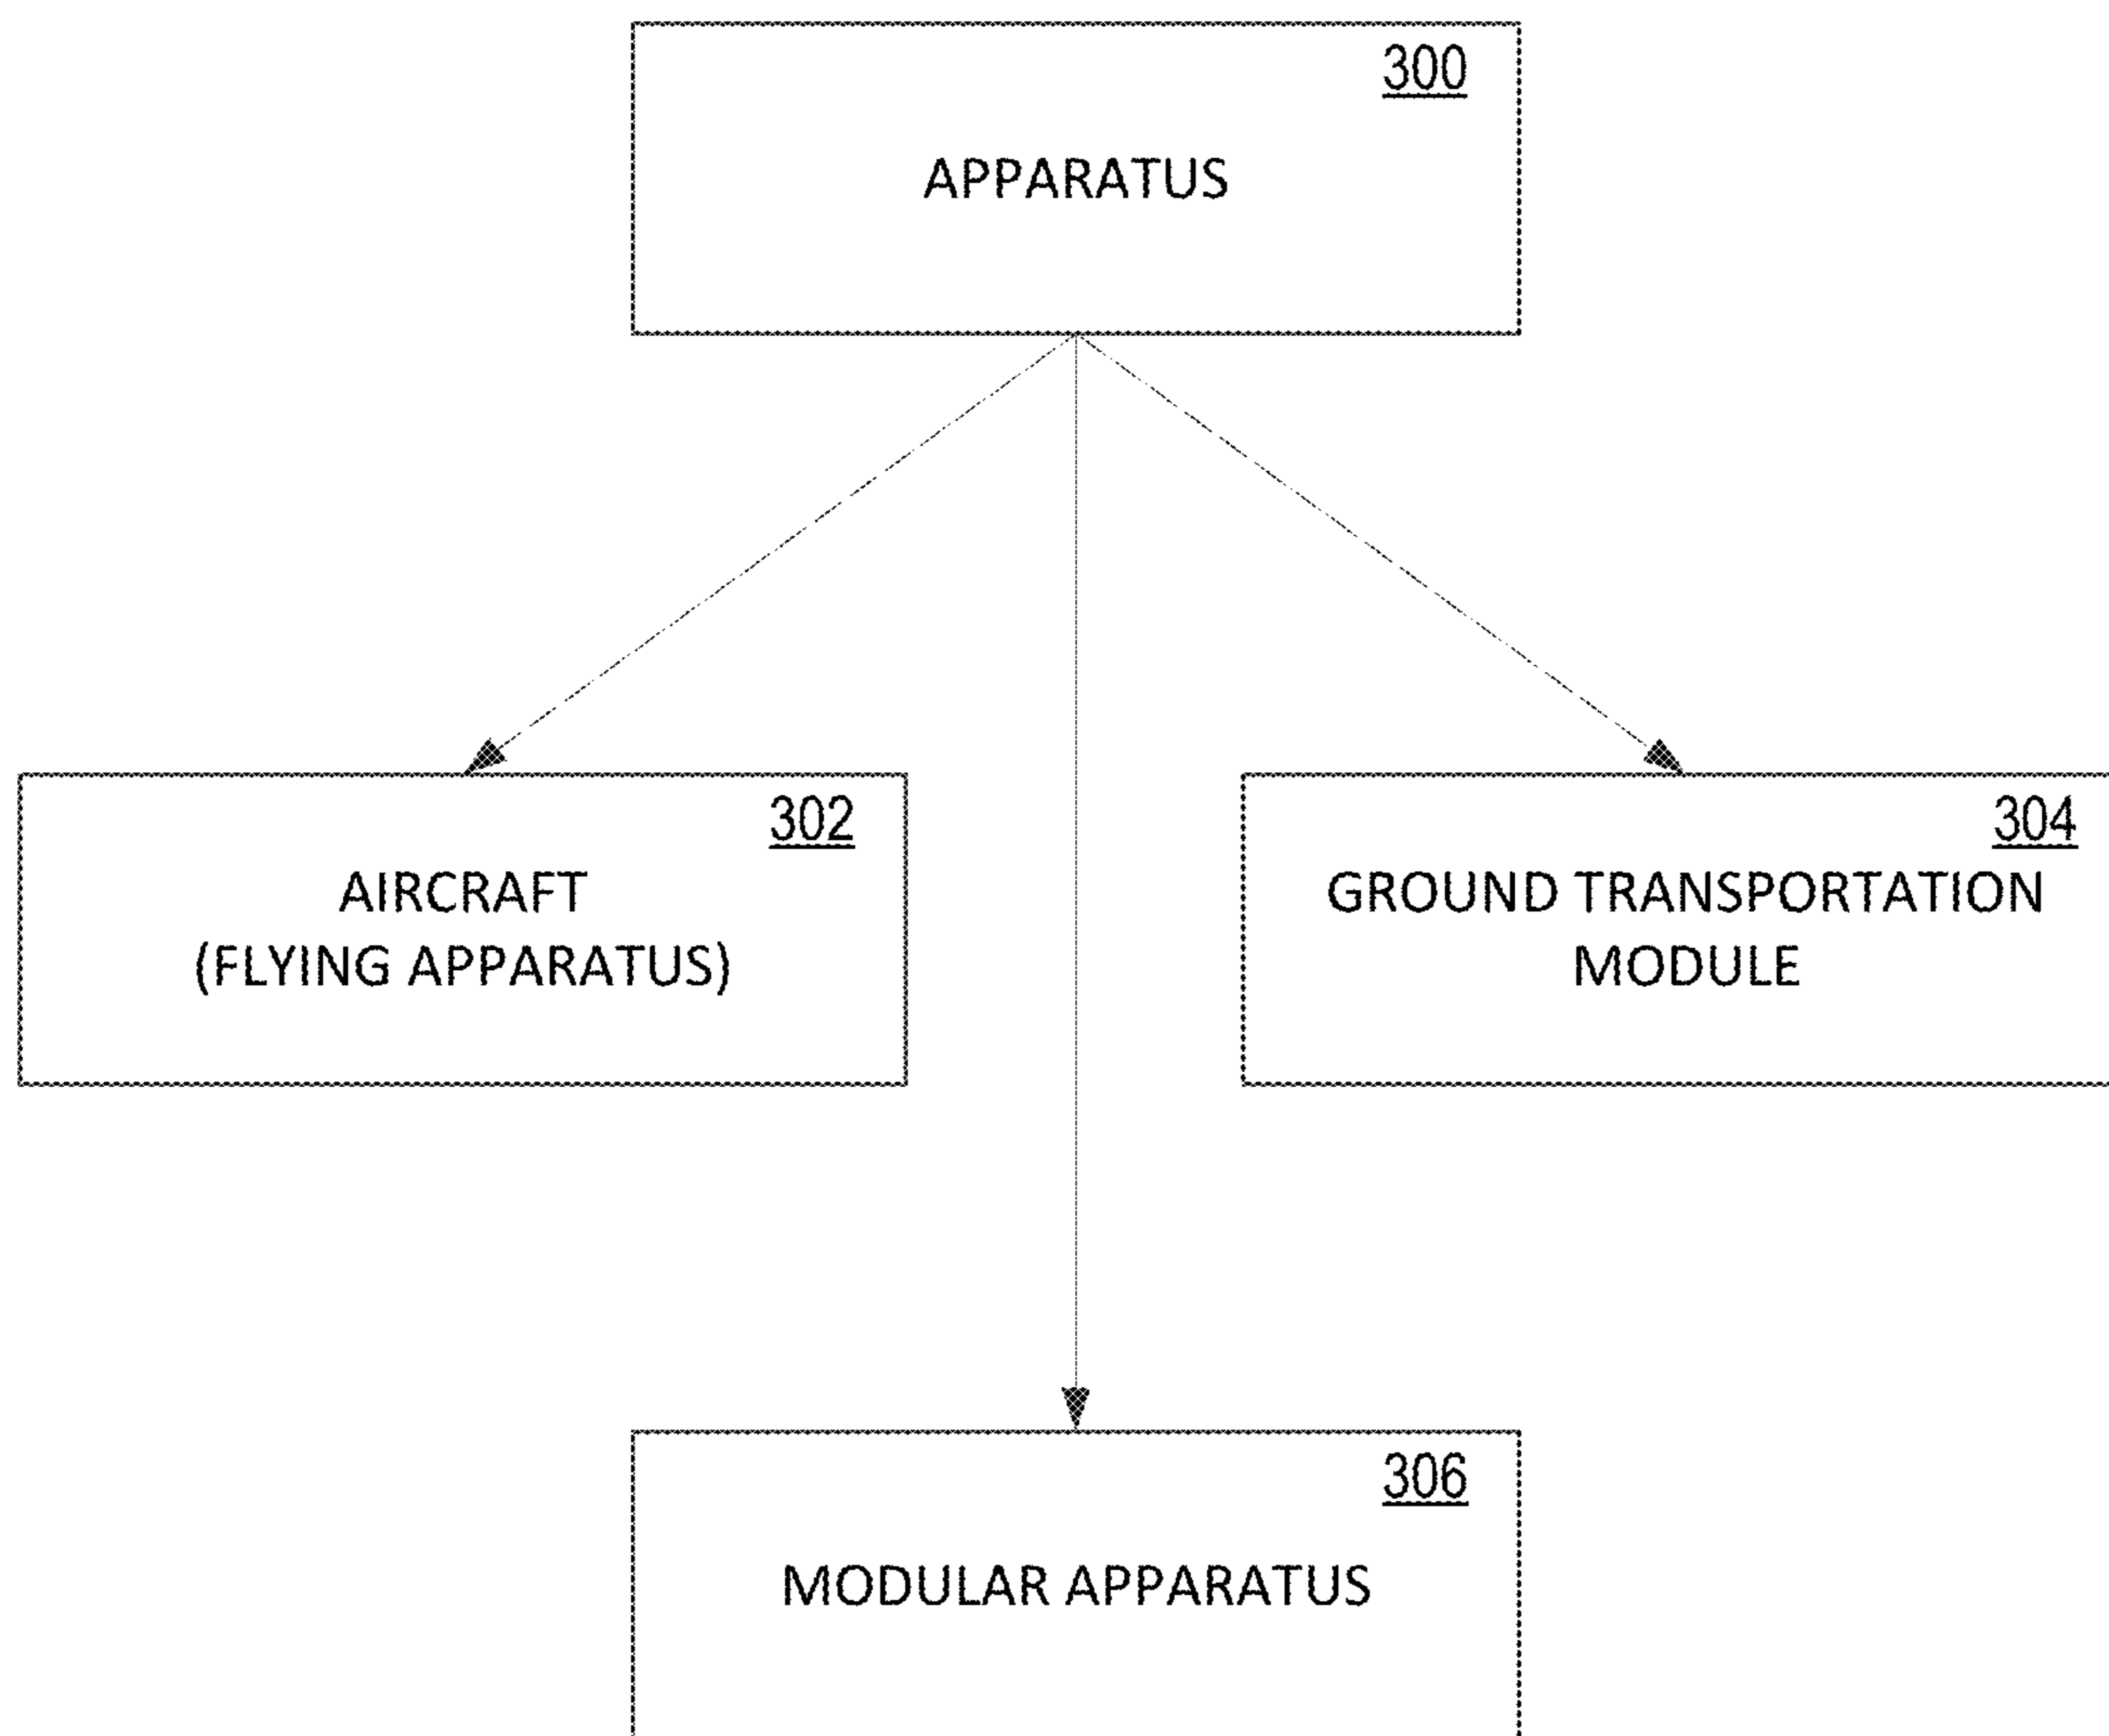 300
APPARATUS
302
AIRCRAFT
(FLYING APPARATUS)
304
GROUND TRANSPORTATION
MODULE
306
MODULAR APPARATUS